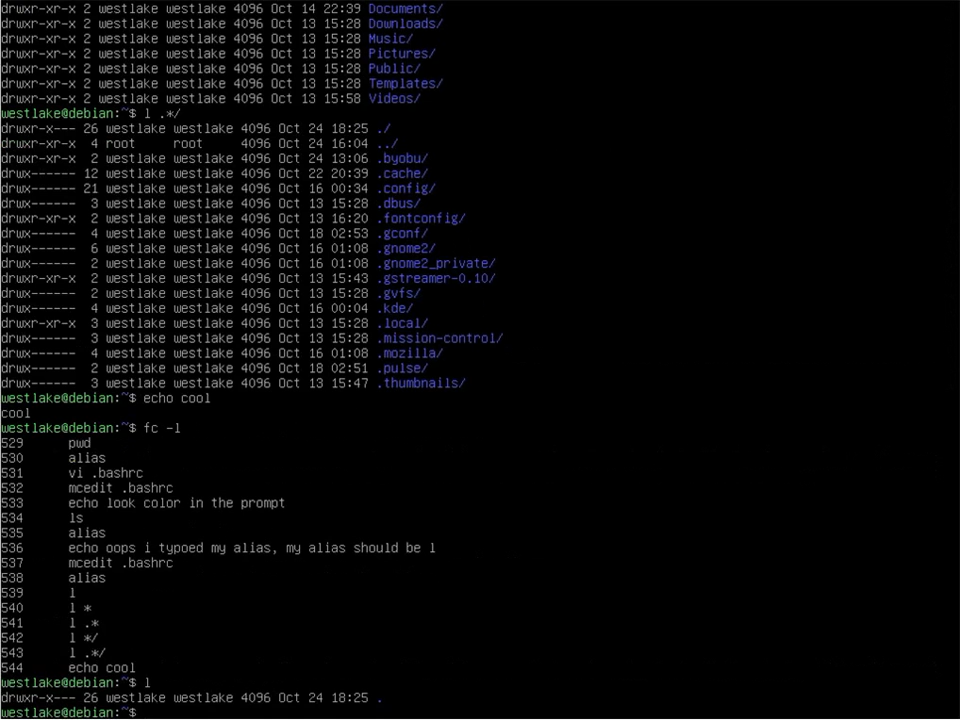 drwxr-xr-x 2 westlake westlake 4096 Oct 14 22:39 Documents/
drwxr-xr-x 2 westlake westlake 4096 Oct 13 15:28 Downloads/
drwxr-xr-x 2 westlake westlake 4096 Oct 13 15:28 Music/
drwxr-xr-x 2 westlake westlake 4096 Oct 13 15:28 Pictures/
drwxr-xr-x 2 westlake westlake 4096 Oct 13 15:28 Public/
drwxr-xr-x 2 westlake westlake 4096 Oct 13 15:28 Templates/
drwxr-xr-x 2 westlake westlake 4096 Oct 13 15:58 Videos/
westlake@debian:~$ l .*/
drwxr-x--- 26 westlake westlake 4096 Oct 24 18:25 ./
drwxr-xr-x  4 root     root     4096 Oct 24 16:04 ../
drwxr-xr-x  2 westlake westlake 4096 Oct 24 13:06 .byobu/
drwx------ 12 westlake westlake 4096 Oct 22 20:39 .cache/
drwx------ 21 westlake westlake 4096 Oct 16 00:34 .config/
drwx------  3 westlake westlake 4096 Oct 13 15:28 .dbus/
drwxr-xr-x  2 westlake westlake 4096 Oct 13 16:20 .fontconfig/
drwx------  4 westlake westlake 4096 Oct 18 02:53 .gconf/
drwx------  6 westlake westlake 4096 Oct 16 01:08 .gnome2/
drwx------  2 westlake westlake 4096 Oct 16 01:08 .gnome2_private/
drwxr-xr-x  2 westlake westlake 4096 Oct 13 15:43 .gstreamer-0.10/
drwx------  2 westlake westlake 4096 Oct 13 15:28 .gvfs/
drwx------  4 westlake westlake 4096 Oct 16 00:04 .kde/
drwxr-xr-x  3 westlake westlake 4096 Oct 13 15:28 .local/
drwx------  3 westlake westlake 4096 Oct 13 15:28 .mission-control/
drwx------  4 westlake westlake 4096 Oct 16 01:08 .mozilla/
drwx------  2 westlake westlake 4096 Oct 18 02:51 .pulse/
drwx------  3 westlake westlake 4096 Oct 13 15:47 .thumbnails/
westlake@debian:~$ echo cool
cool
westlake@debian:~$ fc -l
529      pwd
530      alias
531      vi .bashrc
532      mcedit .bashrc
533      echo look color in the prompt
534      ls
535      alias
536      echo oops i typoed my alias, my alias should be l
537      mcedit .bashrc
538      alias
539      l
540      l *
541      l .*
542      l */
543      l .*/
544      echo cool
westlake@debian:~$ l
drwxr-x--- 26 westlake westlake 4096 Oct 24 18:25 .
westlake@debian:~$